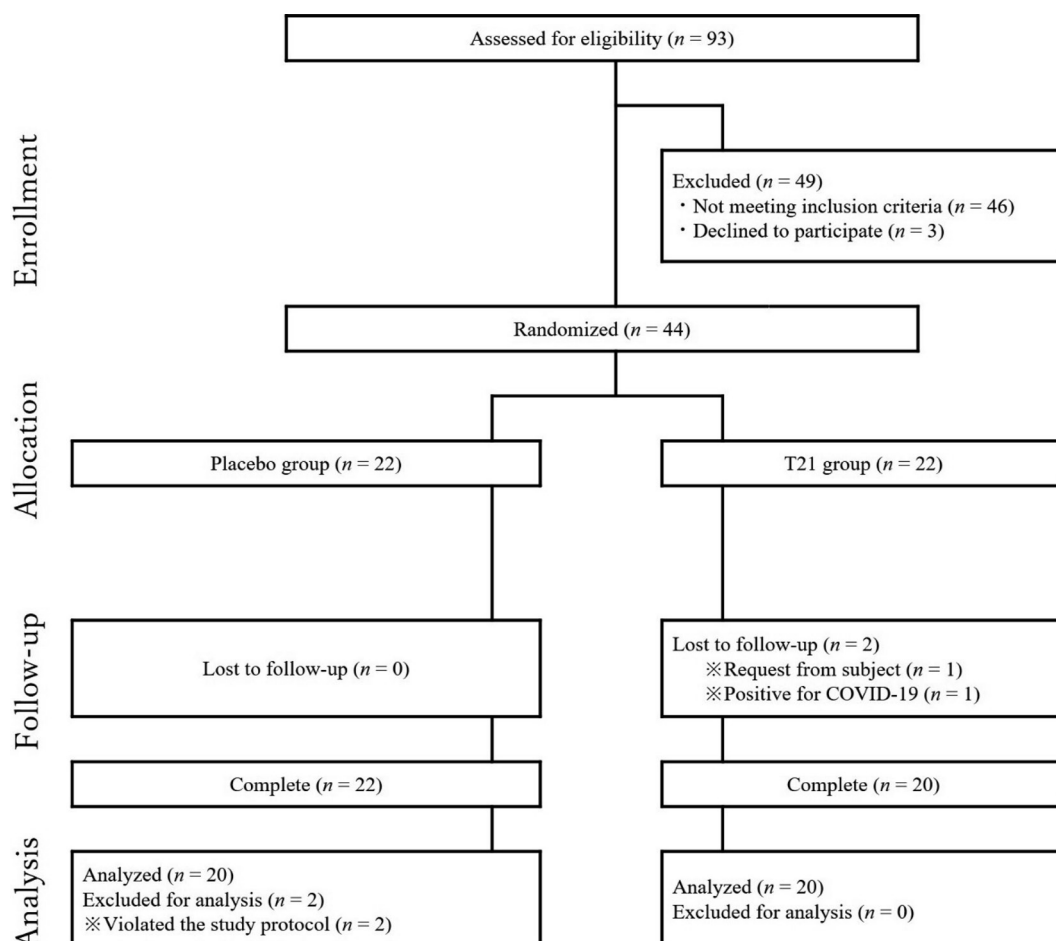 Assessed for eligibility (n = 93)
Enrollment
Excluded (n = 49)
・Not meeting inclusion criteria (n = 46)
・Declined to participate (n = 3)
Randomized (n = 44)
Allocation
Placebo group (n = 22)
T21 group (n = 22)
Follow-up
Lost to follow-up (n = 0)
Lost to follow-up (n = 2)
※Request from subject (n = 1)
※Positive for COVID-19 (n = 1)
Complete (n = 22)
Complete (n = 20)
Analysis
Analyzed (n = 20)
Excluded for analysis (n = 2)
※Violated the study protocol (n = 2)
Analyzed (n = 20)
Excluded for analysis (n = 0)